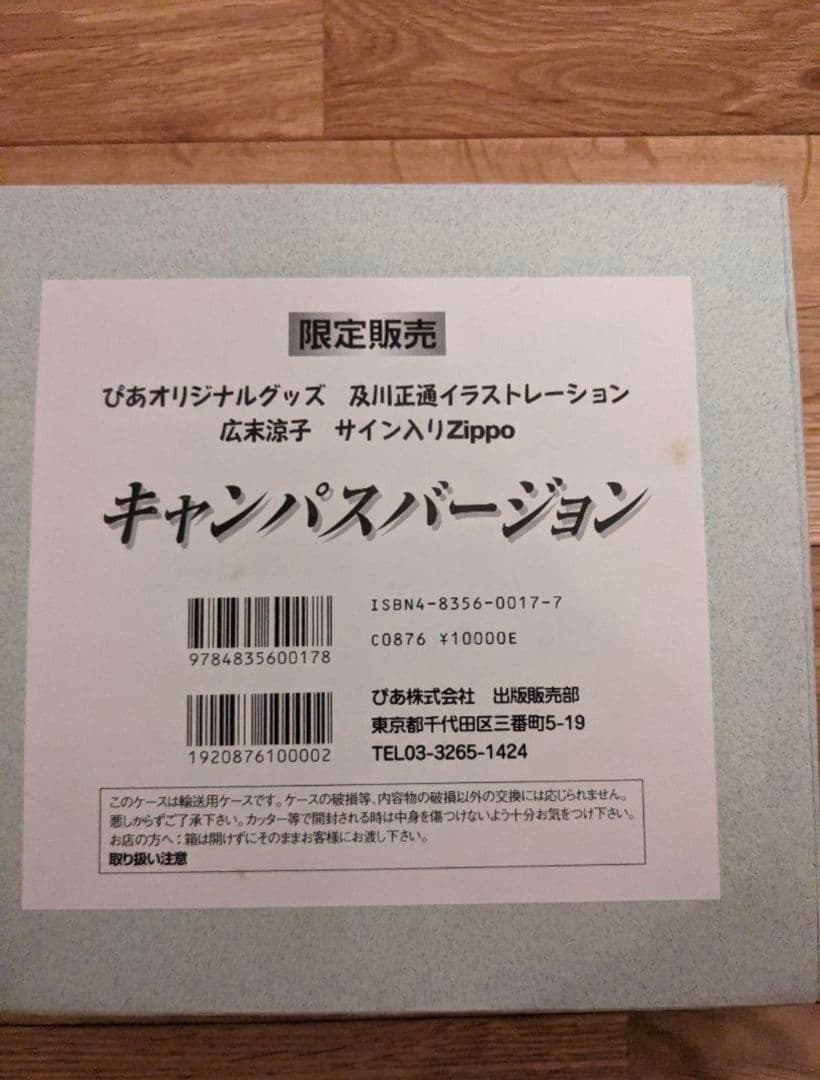 限定販売
ぴあオリジナルグッズ　及川正通イラストレーション
広末涼子　サイン入りZippo
キャンパスバージョン
ISBN4-8356-0017-7
C0876 ¥10000E
9784835600178
1920876100002
ぴあ株式会社　出版販売部
東京都千代田区三番町5-19
TEL03-3265-1424
このケースは輸送用ケースです。ケースの破損等、内容物の破損以外の交換には応じられません。
悪しからずご了承下さい。カッター等で開封される時は中身を傷つけないよう十分お気をつけ下さい。
お店の方へ：箱は開けずにそのままお客様にお渡し下さい。
取り扱い注意